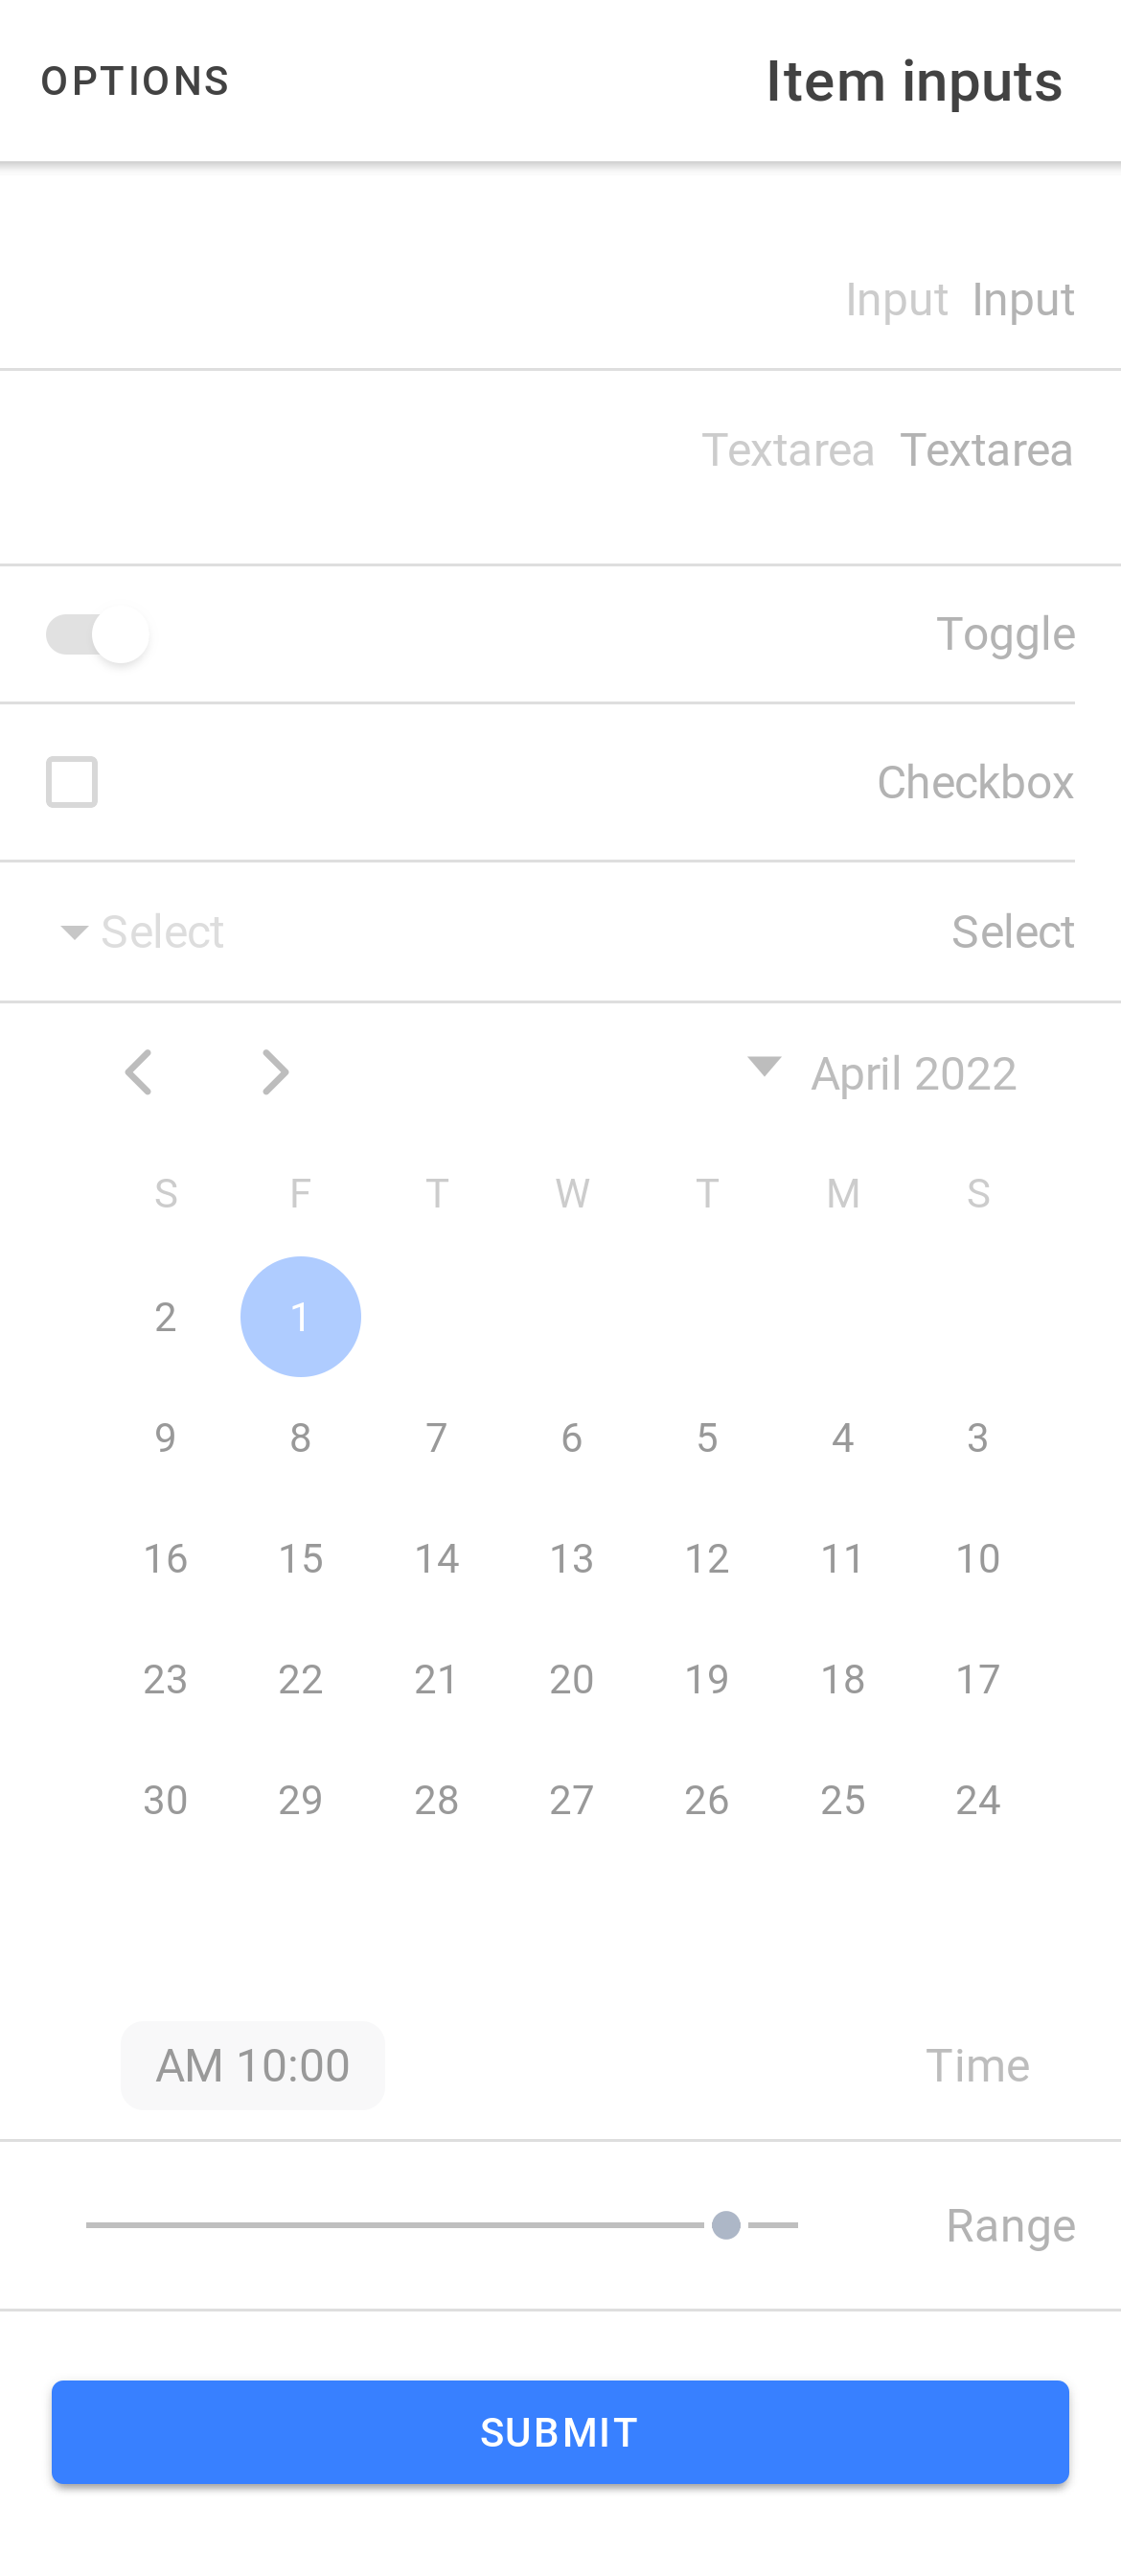 OPTIONS Item inputs
Input Input
Textarea Textarea
Toggle
Checkbox
Select Select
April 2022
S F T W T M S
2 1
9 8 7 6 5 4 3
16 15 14 13 12 11 10
23 22 21 20 19 18 17
30 29 28 27 26 25 24
AM 10:00 Time
Range
SUBMIT